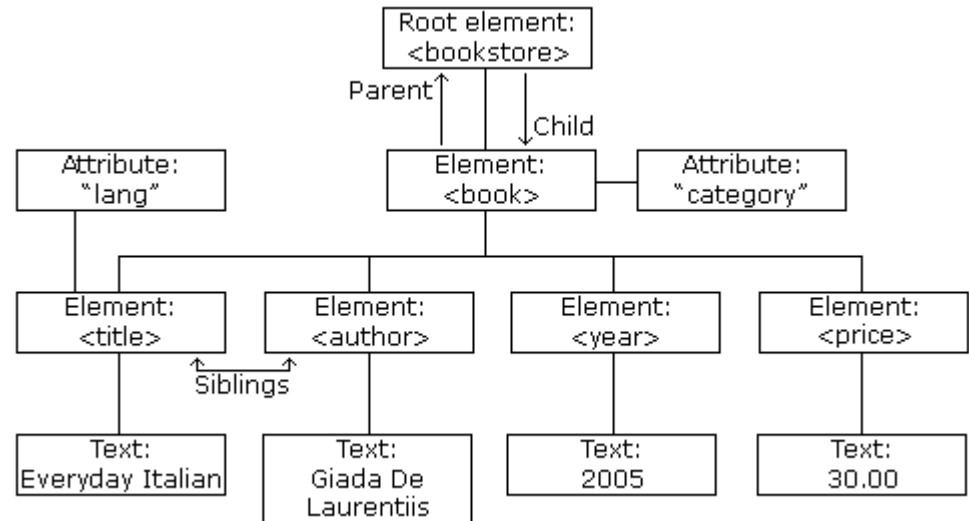 Root element:
<bookstore>
Parent
Child
Attribute:
"lang"
Element:
<book>
Attribute:
"category"
Element:
<title>
Element:
<author>
Element:
<year>
Element:
<price>
Siblings
Text:
Everyday Italian
Text:
Giada De
Laurentiis
Text:
2005
Text:
30.00